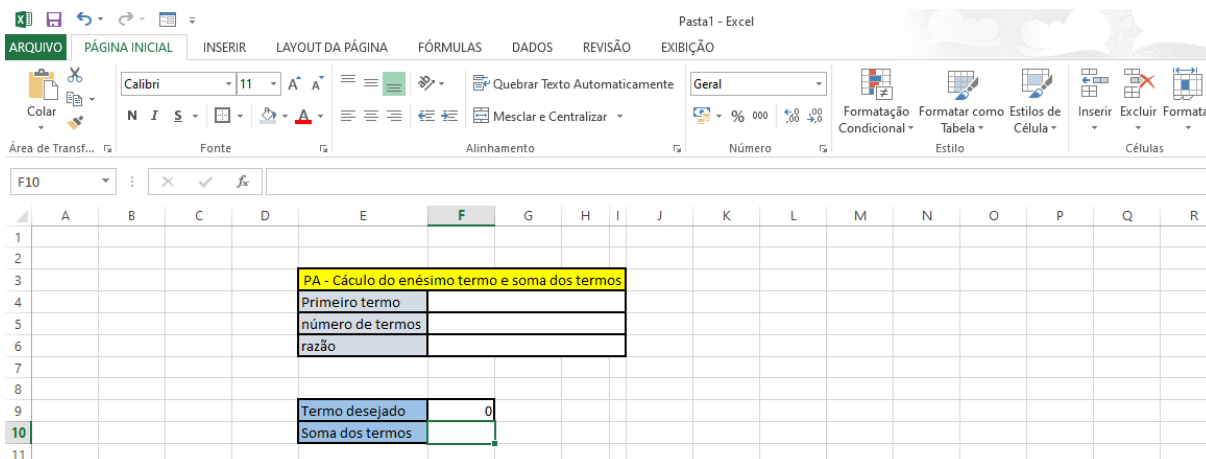 Pasta1 - Excel
ARQUIVO PÁGINA INICIAL INSERIR LAYOUT DA PÁGINA FÓRMULAS DADOS REVISÃO EXIBIÇÃO
Calibri 11 A A Quebrar Texto Automaticamente Geral
Colar N I S A Mesclar e Centralizar % 000 ,00 ,0 Formatação Condicional Formatar como Tabela Estilos de Célula Inserir Excluir Formata
Área de Transf... Fonte Alinhamento Número Estilo Células
F10 fx
A B C D E F G H I J K L M N O P Q R
1
2
3 PA - Cáculo do enésimo termo e soma dos termos
4 Primeiro termo
5 número de termos
6 razão
7
8
9 Termo desejado 0
10 Soma dos termos
11